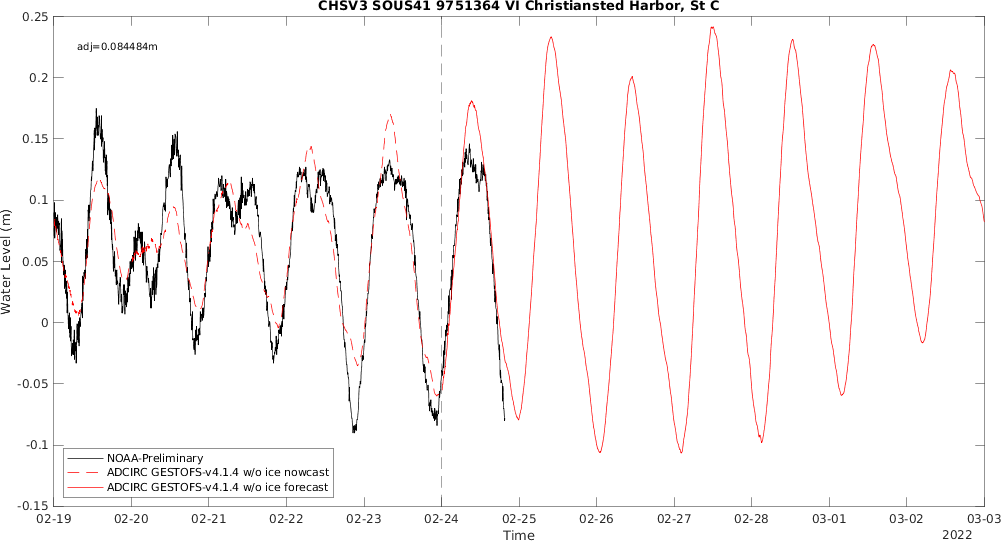 CHSV3 SOUS41 9751364 VI Christiansted Harbor, St C
adj=0.084484m
0.25
0.2
0.15
0.1
0.05
0
-0.05
-0.1
-0.15
Water Level (m)
NOAA-Preliminary
ADCIRC GESTOFS-v4.1.4 w/o ice nowcast
ADCIRC GESTOFS-v4.1.4 w/o ice forecast
02-19 02-20 02-21 02-22 02-23 02-24 02-25 02-26 02-27 02-28 03-01 03-02 03-03
Time
2022